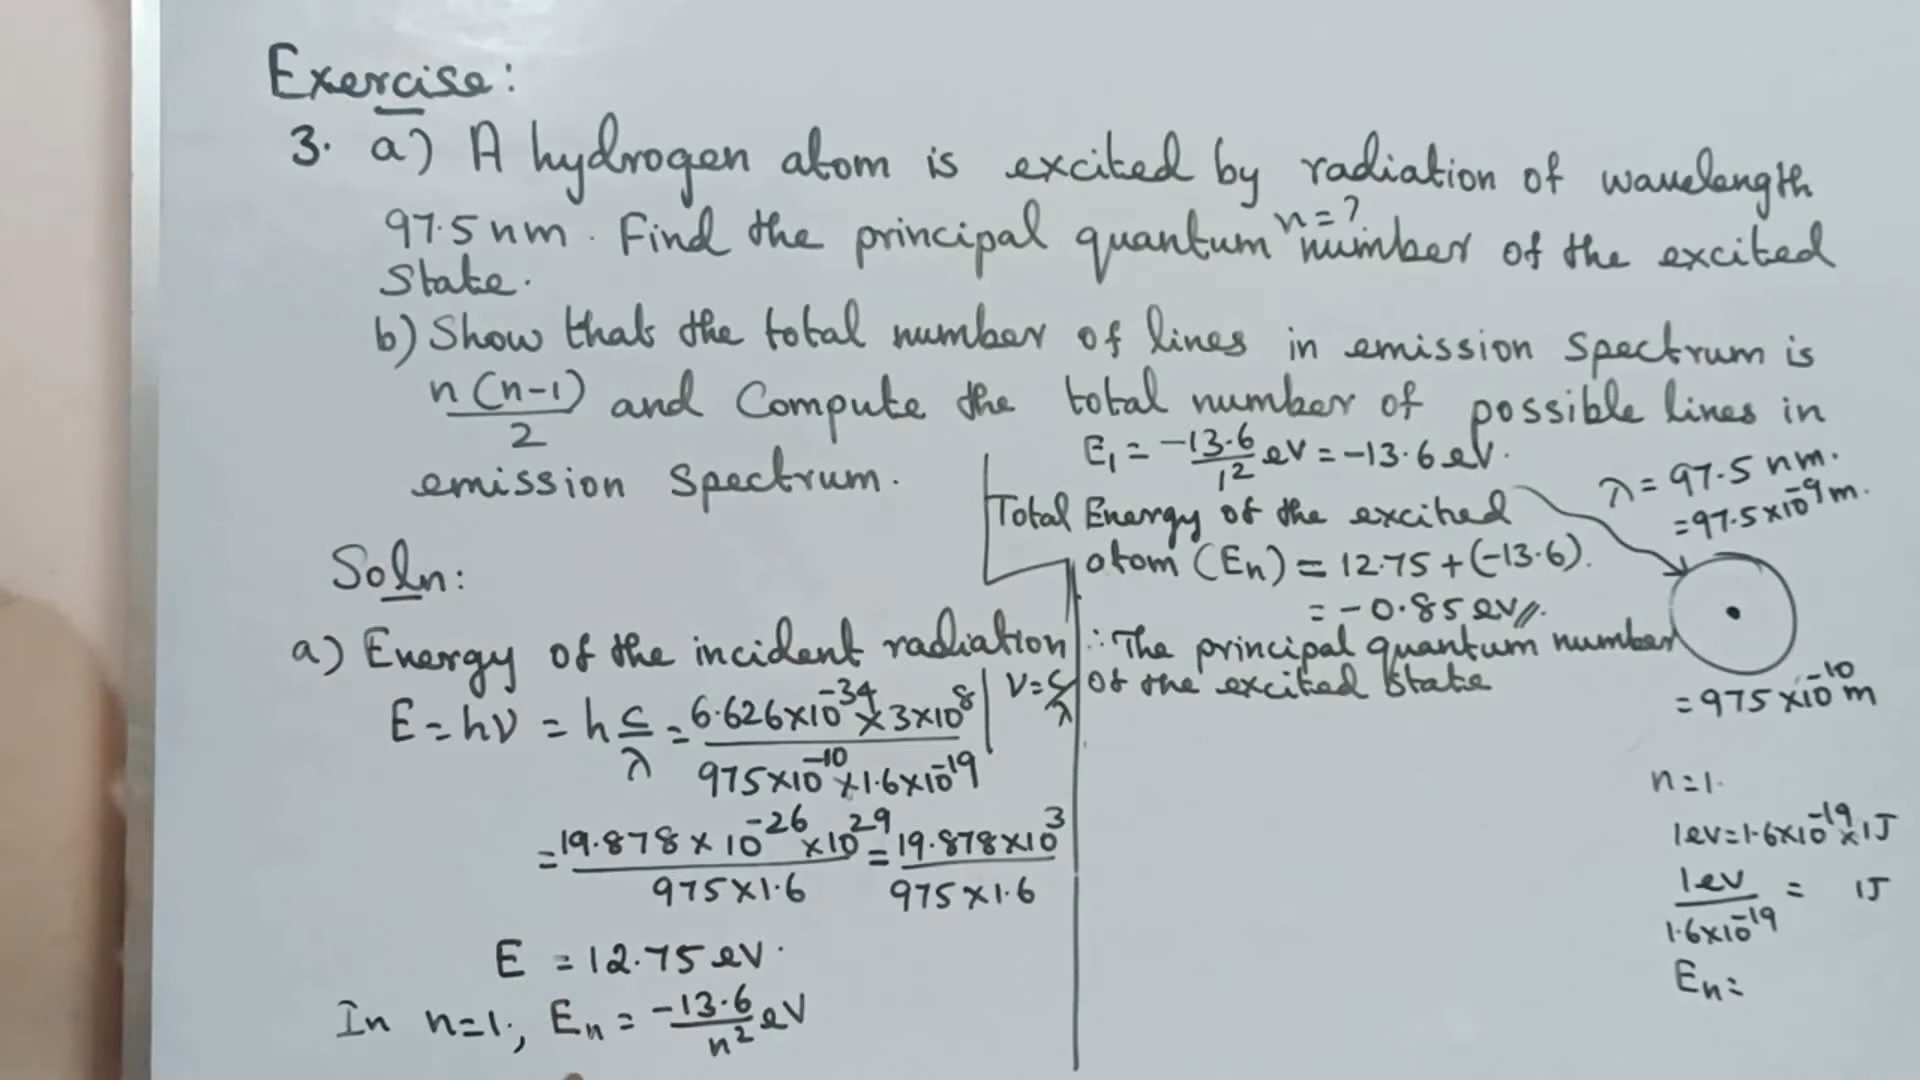 Exercise:
3. a) A hydrogen atom is excited by radiation of wavelength
97.5 nm. Find the principal quantum number of the excited
n=?
State.
b) Show that the total number of lines in emission spectrum is
n(n-1)/2 and Compute the total number of possible lines in
emission spectrum.
Soln:
a) Energy of the incident radiation
E = hν = h c/λ = 6.626×10^-34 × 3×10^8 / 975×10^-10 × 1.6×10^-19
ν = c/λ
= 19.878 × 10^-26 × 10^29 / 975×1.6 = 19.878×10^3 / 975×1.6
E = 12.75 eV.
In n=1, En = -13.6/n² eV
E₁ = -13.6/1² eV = -13.6 eV.
Total Energy of the excited
atom (En) = 12.75 + (-13.6).
= -0.85 eV//.
∴ The principal quantum number
of the excited state
λ = 97.5 nm.
= 97.5×10^-9 m.
= 975×10^-10 m
n=1.
1eV = 1.6×10^-19 × 1J
1eV / 1.6×10^-19 = 1J
En =